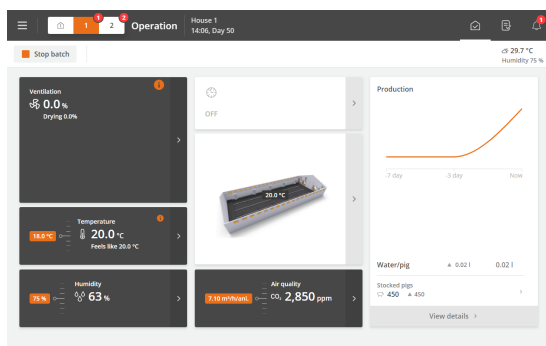 1
2
1
2
Operation
House 1
14:06, Day 50
1
Stop batch
29.7 °C
Humidity 75 %
Ventilation
i
0.0 %
Drying 0.0%
OFF
20.0 °C
Temperature
i
18.0 °C
20.0 °C
Feels like 20.0 °C
Humidity
75 %
63 %
Air quality
7.10 m³/h/ani.
CO₂ 2,850 ppm
Production
-7 day
-3 day
Now
Water/pig
▲ 0.02 l
0.02 l
Stocked pigs
450 ▲ 450
View details